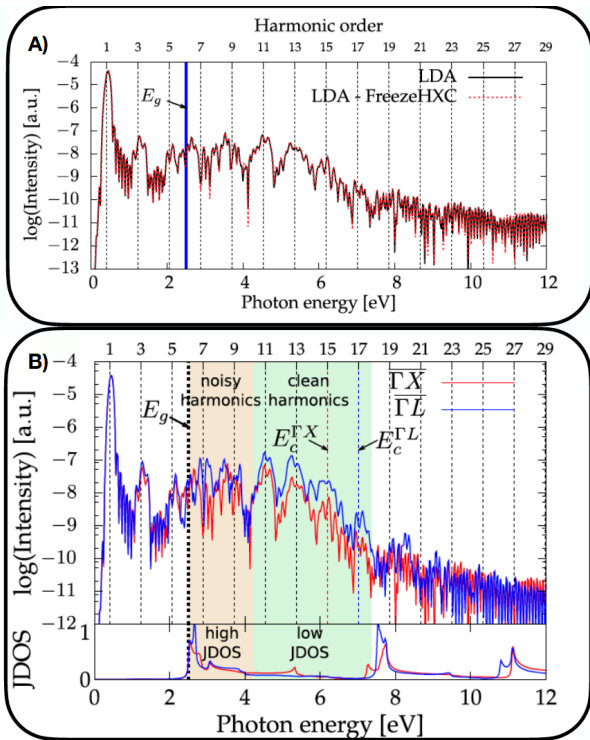 Harmonic order
A)
1 3 5 7 9 11 13 15 17 19 21 23 25 27 29
log(Intensity) [a.u.]
−4
−5
−6
−7
−8
−9
−10
−11
−12
−13
E_g
LDA
LDA - FreezeHXC
0 2 4 6 8 10 12
Photon energy [eV]
B)
1 3 5 7 9 11 13 15 17 19 21 23 25 27 29
log(Intensity) [a.u.]
−4
−5
−6
−7
−8
−9
−10
−11
−12
E_g
noisy
harmonics
clean
harmonics
E_c^{ΓX}
E_c^{ΓL}
ΓX
ΓL
JDOS
1
0
high
JDOS
low
JDOS
0 2 4 6 8 10 12
Photon energy [eV]